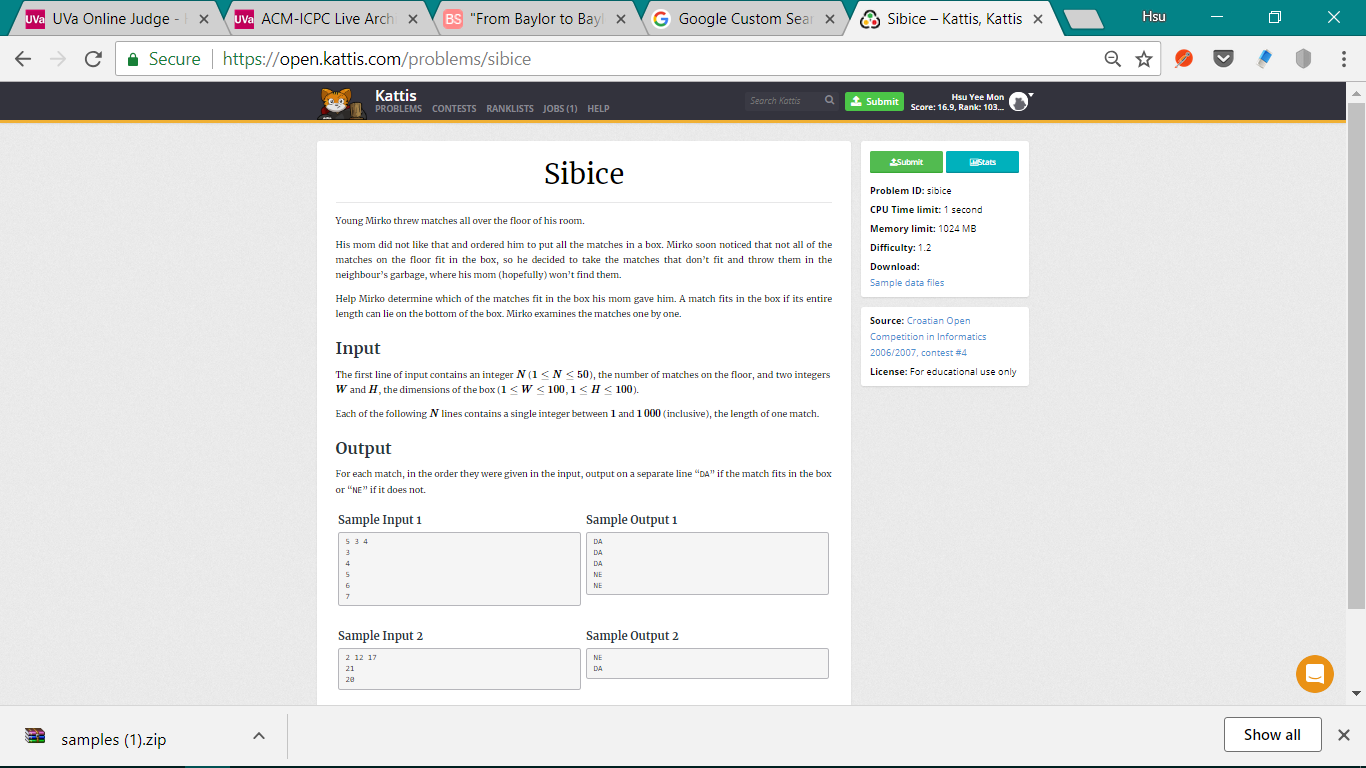 UVa UVa Online Judge -
UVa ACM-ICPC Live Arch
BS "From Baylor to Bayl
G Google Custom Sear
Sibice – Kattis, Kattis
Hsu
Secure https://open.kattis.com/problems/sibice
Kattis
PROBLEMS CONTESTS RANKLISTS JOBS (1) HELP
Search Kattis
Submit
Hsu Yee Mon
Score: 16.9, Rank: 103...
Sibice
Young Mirko threw matches all over the floor of his room.
His mom did not like that and ordered him to put all the matches in a box. Mirko soon noticed that not all of the
matches on the floor fit in the box, so he decided to take the matches that don't fit and throw them in the
neighbour's garbage, where his mom (hopefully) won't find them.
Help Mirko determine which of the matches fit in the box his mom gave him. A match fits in the box if its entire
length can lie on the bottom of the box. Mirko examines the matches one by one.
Input
The first line of input contains an integer N (1 ≤ N ≤ 50), the number of matches on the floor, and two integers
W and H, the dimensions of the box (1 ≤ W ≤ 100, 1 ≤ H ≤ 100).
Each of the following N lines contains a single integer between 1 and 1 000 (inclusive), the length of one match.
Output
For each match, in the order they were given in the input, output on a separate line “DA” if the match fits in the box
or “NE” if it does not.
Sample Input 1
5 3 4
3
4
5
6
7
Sample Output 1
DA
DA
DA
NE
NE
Sample Input 2
2 12 17
21
20
Sample Output 2
NE
DA
Submit
Stats
Problem ID: sibice
CPU Time limit: 1 second
Memory limit: 1024 MB
Difficulty: 1.2
Download:
Sample data files
Source: Croatian Open
Competition in Informatics
2006/2007, contest #4
License: For educational use only
samples (1).zip
Show all